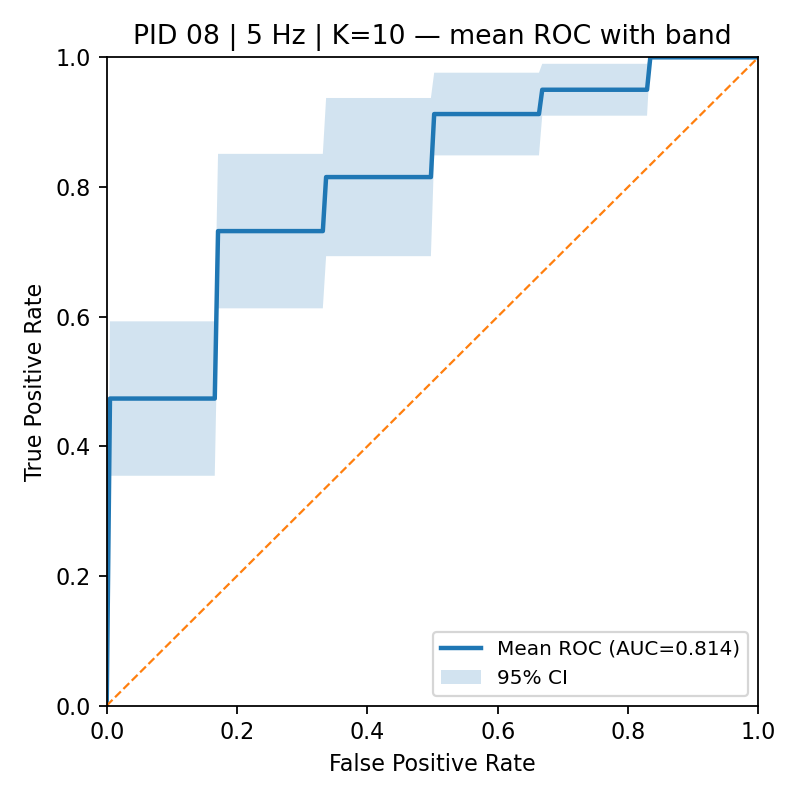 PID 08 | 5 Hz | K=10 — mean ROC with band
True Positive Rate
1.0
0.8
0.6
0.4
0.2
0.0
0.0 0.2 0.4 0.6 0.8 1.0
False Positive Rate
Mean ROC (AUC=0.814)
95% CI